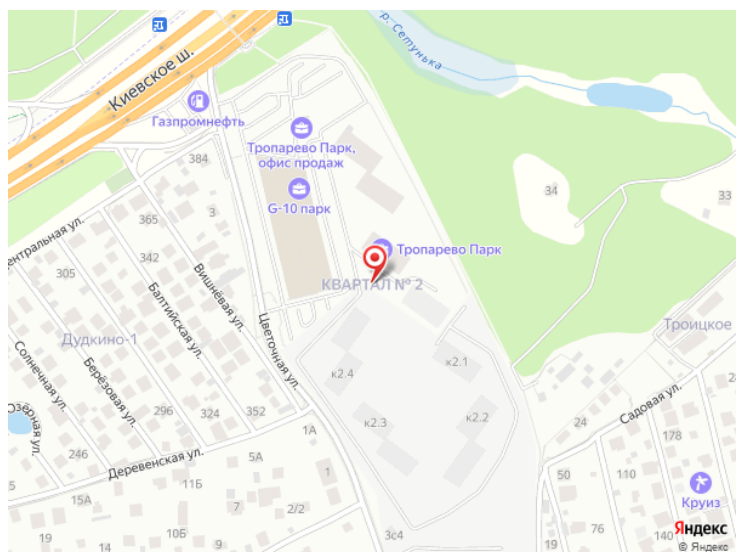 р. Сетунька
Киевское ш.
Газпромнефть
Тропарево Парк,
офис продаж
384
34
33
G-10 парк
365
3
Центральная ул.
342
Тропарево Парк
305
Вишнёвая ул.
КВАРТАЛ № 2
Балтийская ул.
Дудкино-1
Цветочная ул.
Троицкое
Солнечная ул.
Берёзовая ул.
к2.4
к2.1
Озёрная ул.
296
324
352
к2.3
к2.2
Садовая ул.
24
178
1А
246
Деревенская ул.
5А
1
50
110
Круиз
11Б
15А
7
2/2
10Б
19
9
3с4
19
76
140
Яндекс
© Яндекс